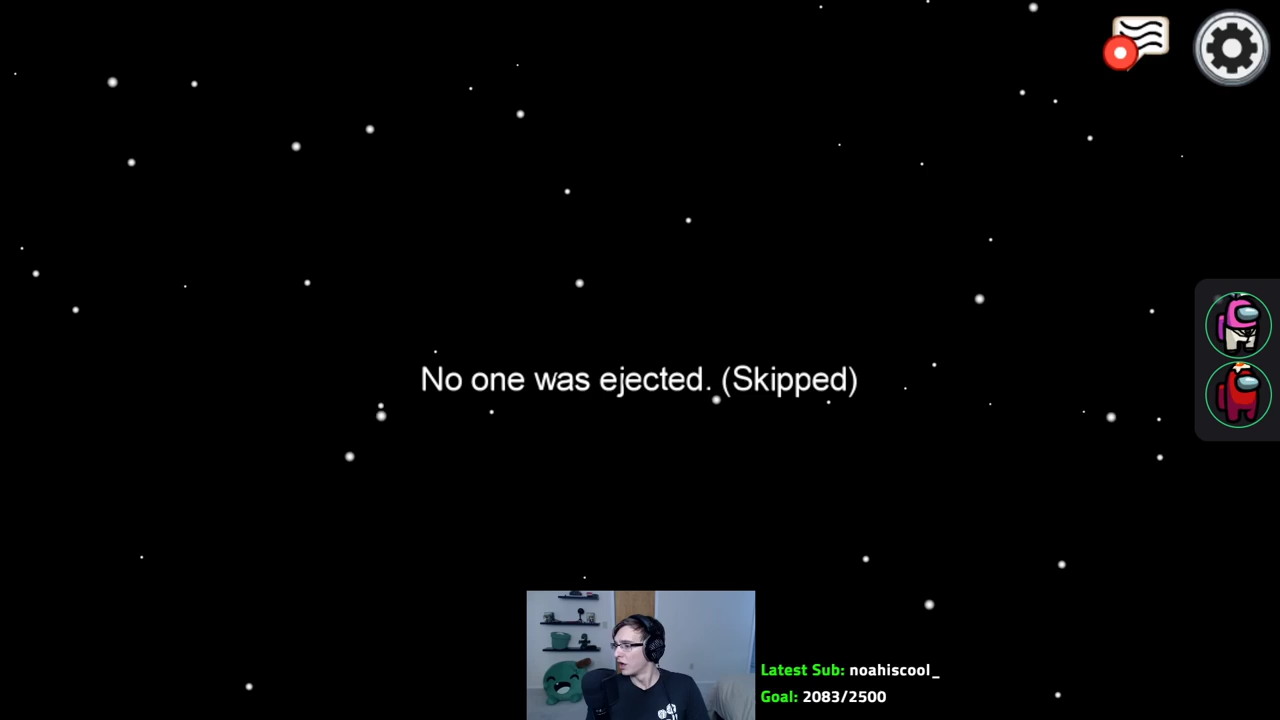 No one was ejected. (Skipped)
Latest Sub: noahiscool_
Goal: 2083/2500